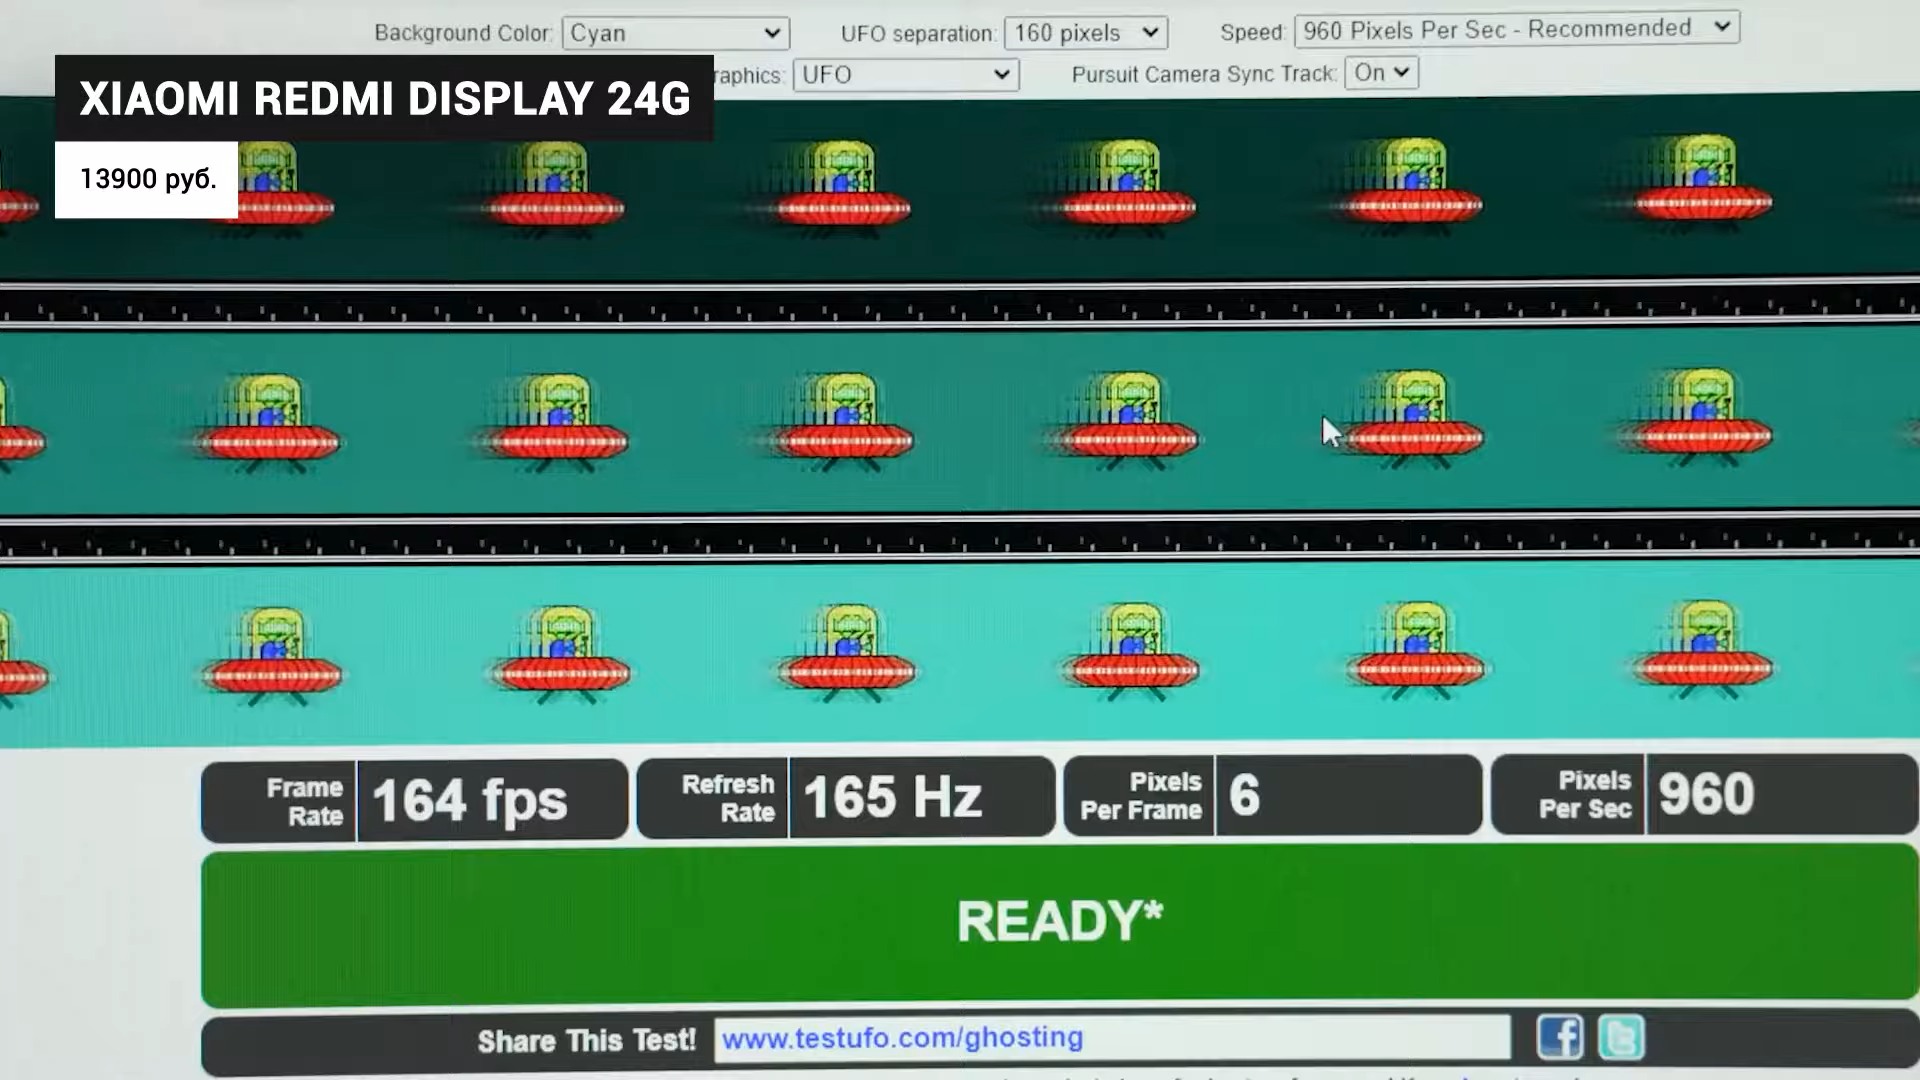 Background Color: Cyan UFO separation: 160 pixels Speed: 960 Pixels Per Sec - Recommended
XIAOMI REDMI DISPLAY 24G
raphics: UFO Pursuit Camera Sync Track: On
13900 руб.
Frame Rate 164 fps
Refresh Rate 165 Hz
Pixels Per Frame 6
Pixels Per Sec 960
READY*
Share This Test! www.testufo.com/ghosting